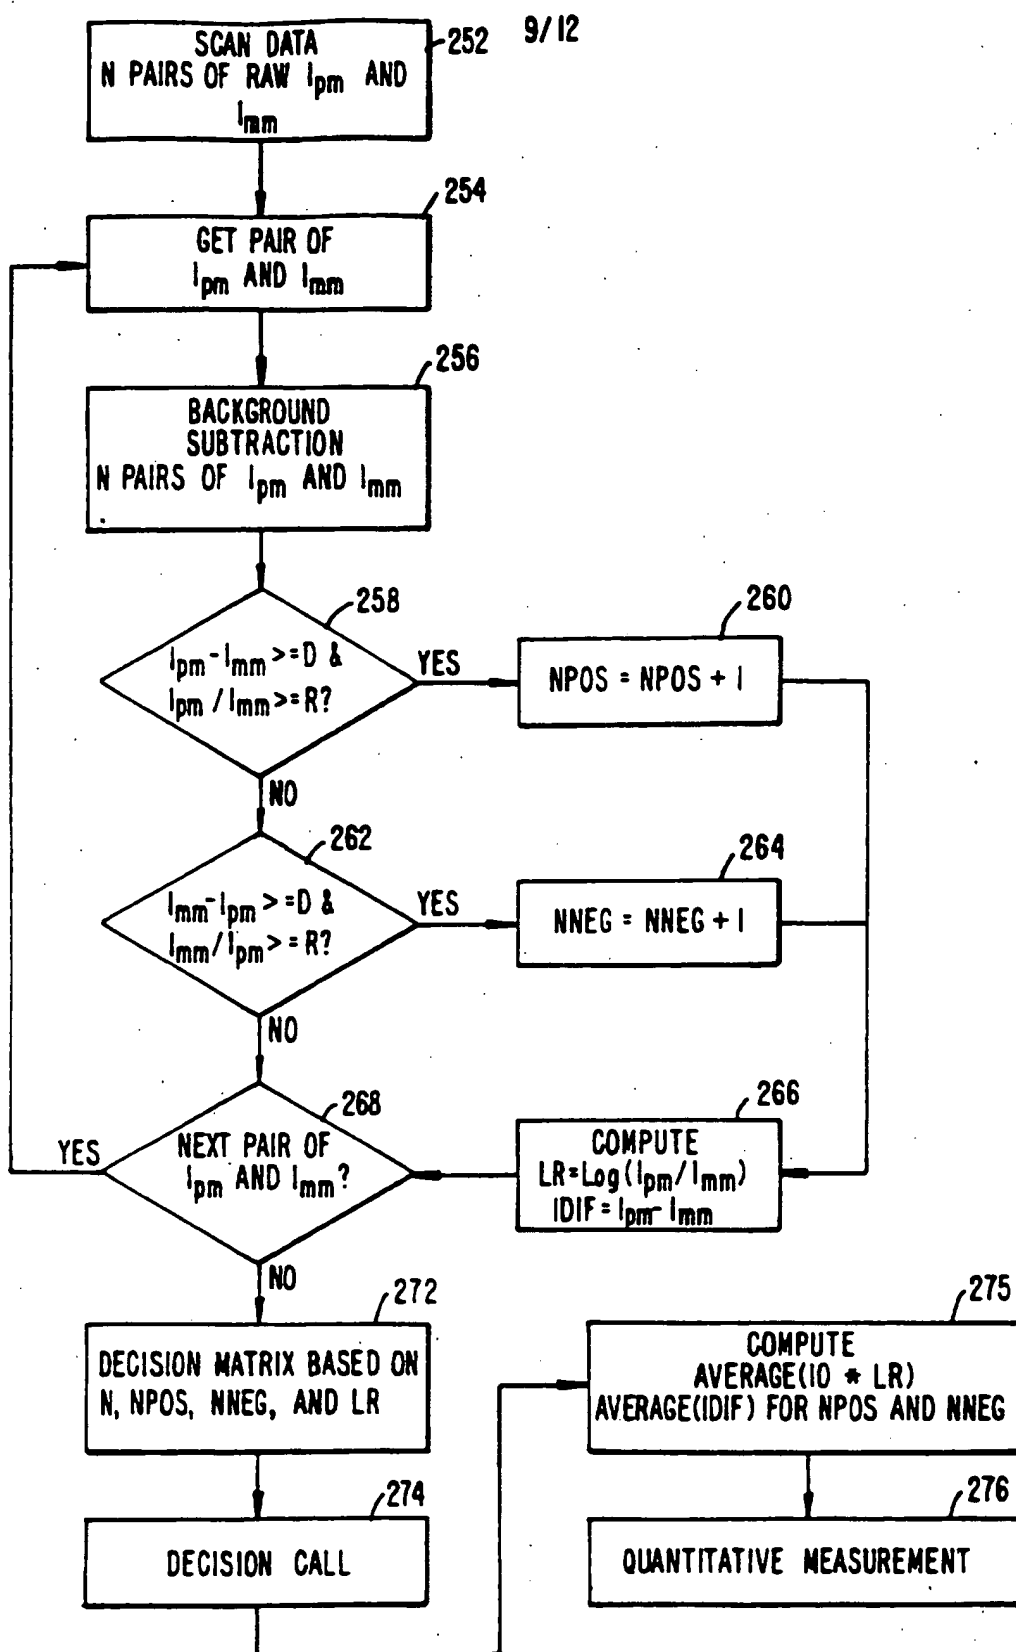 9/12
252
SCAN DATA
N PAIRS OF RAW Ipm AND
Imm
254
GET PAIR OF
Ipm AND Imm
256
BACKGROUND
SUBTRACTION
N PAIRS OF Ipm AND Imm
258
Ipm-Imm>=D &
Ipm/Imm>=R?
YES
260
NPOS = NPOS + 1
NO
262
Imm-Ipm>=D &
Imm/Ipm>=R?
YES
264
NNEG = NNEG + 1
NO
268
NEXT PAIR OF
Ipm AND Imm?
YES
266
COMPUTE
LR=Log(Ipm/Imm)
IDIF=Ipm-Imm
NO
272
DECISION MATRIX BASED ON
N, NPOS, NNEG, AND LR
274
DECISION CALL
275
COMPUTE
AVERAGE(10 * LR)
AVERAGE(IDIF) FOR NPOS AND NNEG
276
QUANTITATIVE MEASUREMENT